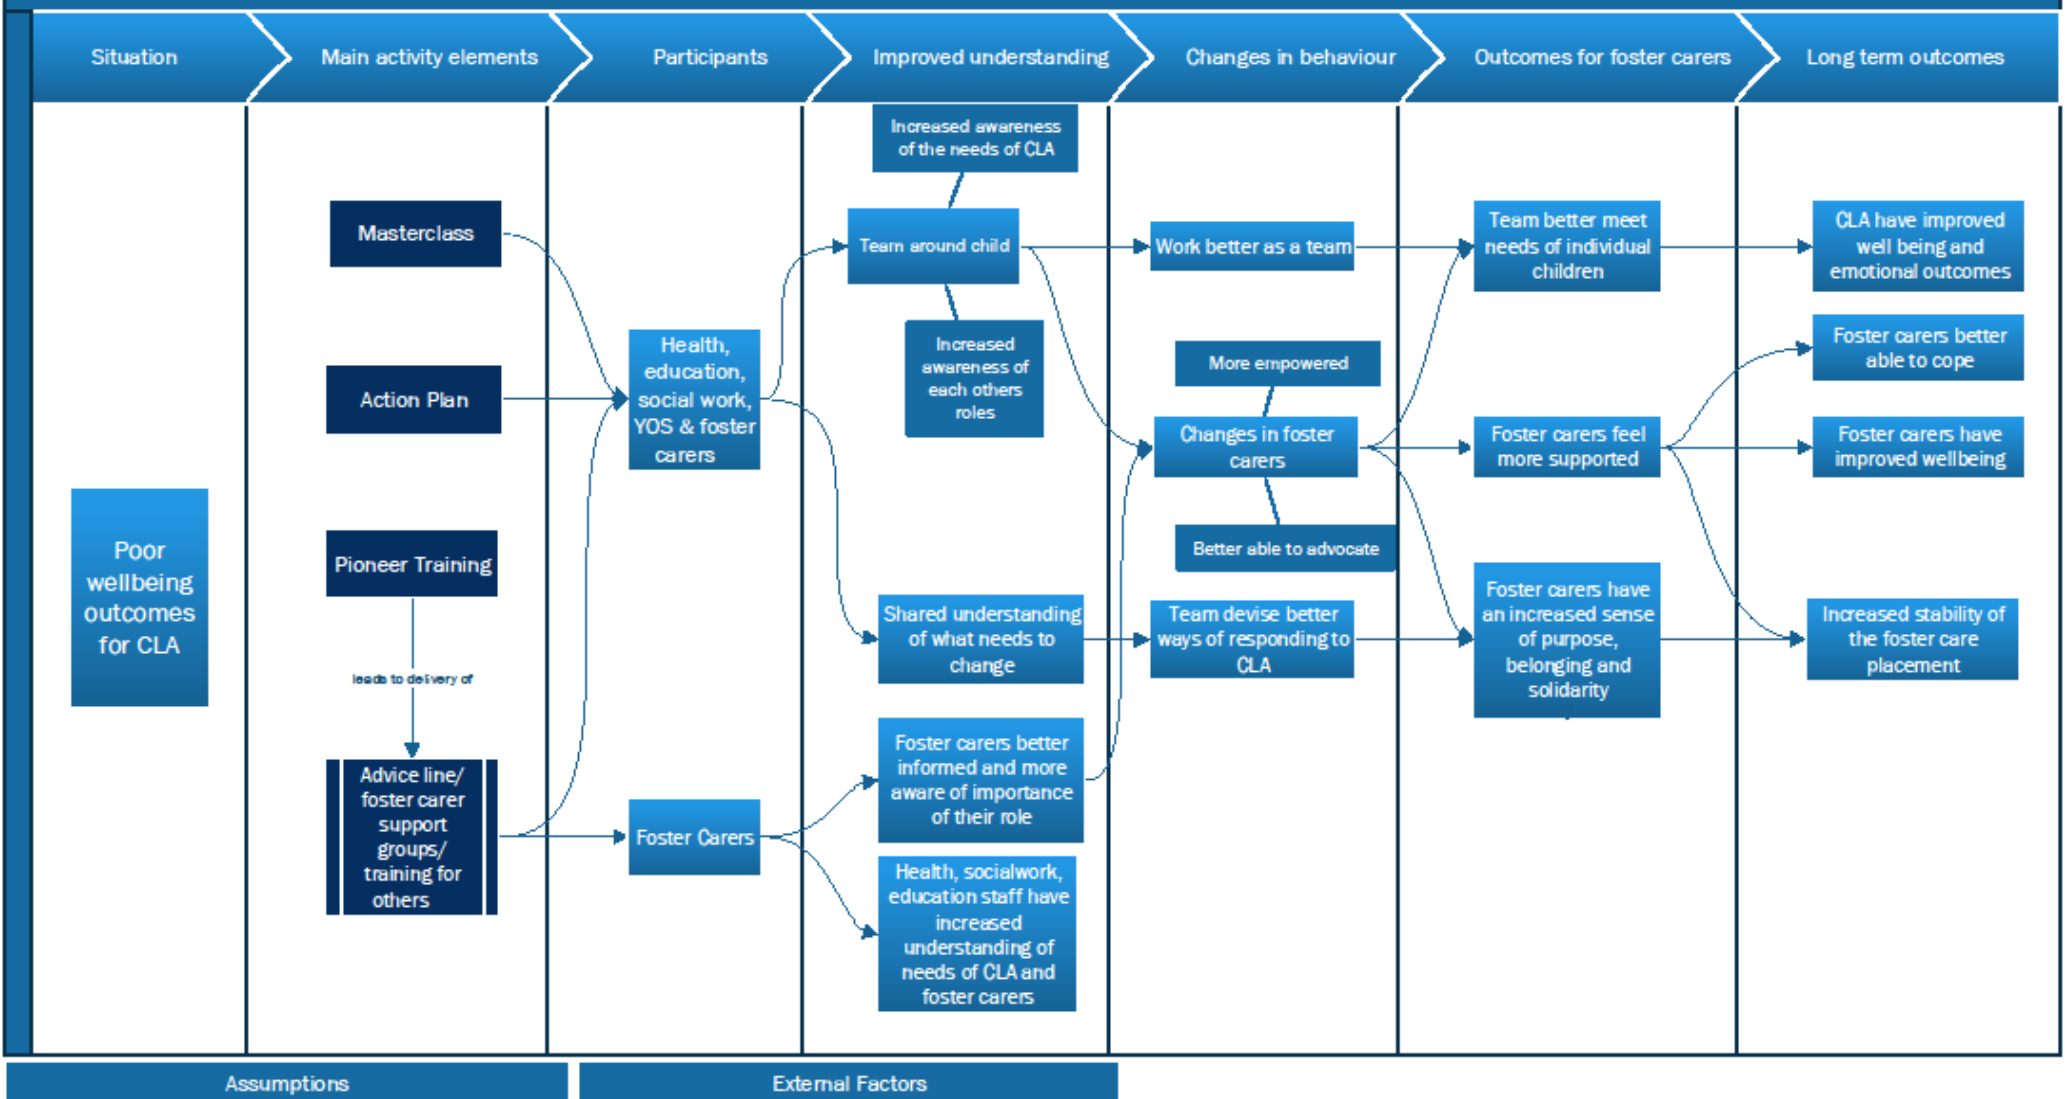 Situation
Main activity elements
Participants
Improved understanding
Changes in behaviour
Outcomes for foster carers
Long term outcomes
Poor
wellbeing
outcomes
for CLA
Masterclass
Action Plan
Pioneer Training
leads to delivery of
Advice line/
foster carer
support
groups/
training for
others
Health,
education,
social work,
YOS & foster
carers
Foster Carers
Increased awareness
of the needs of CLA
Team around child
Increased
awareness of
each others
roles
Shared understanding
of what needs to
change
Foster carers better
informed and more
aware of importance
of their role
Health, socialwork,
education staff have
increased
understanding of
needs of CLA and
foster carers
Work better as a team
More empowered
Changes in foster
carers
Better able to advocate
Team devise better
ways of responding to
CLA
Team better meet
needs of individual
children
Foster carers feel
more supported
Foster carers have
an increased sense
of purpose,
belonging and
solidarity
CLA have improved
well being and
emotional outcomes
Foster carers better
able to cope
Foster carers have
improved wellbeing
Increased stability of
the foster care
placement
Assumptions
External Factors